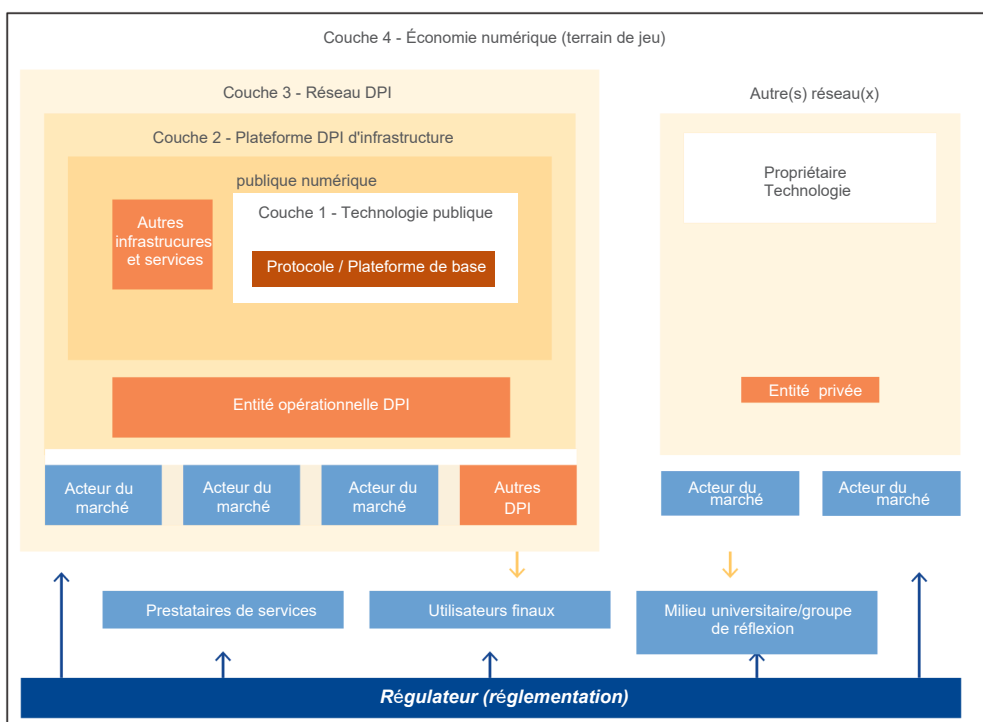 Couche 4 - Économie numérique (terrain de jeu)
Couche 3 - Réseau DPI
Autre(s) réseau(x)
Couche 2 - Plateforme DPI d'infrastructure
publique numérique
Propriétaire
Technologie
Couche 1 - Technologie publique
Autres
infrastrucures
et services
Protocole / Plateforme de base
Entité opérationnelle DPI
Entité privée
Acteur du
marché
Acteur du
marché
Acteur du
marché
Autres
DPI
Acteur du
marché
Acteur du
marché
Prestataires de services
Utilisateurs finaux
Milieu universitaire/groupe
de réflexion
Régulateur (réglementation)